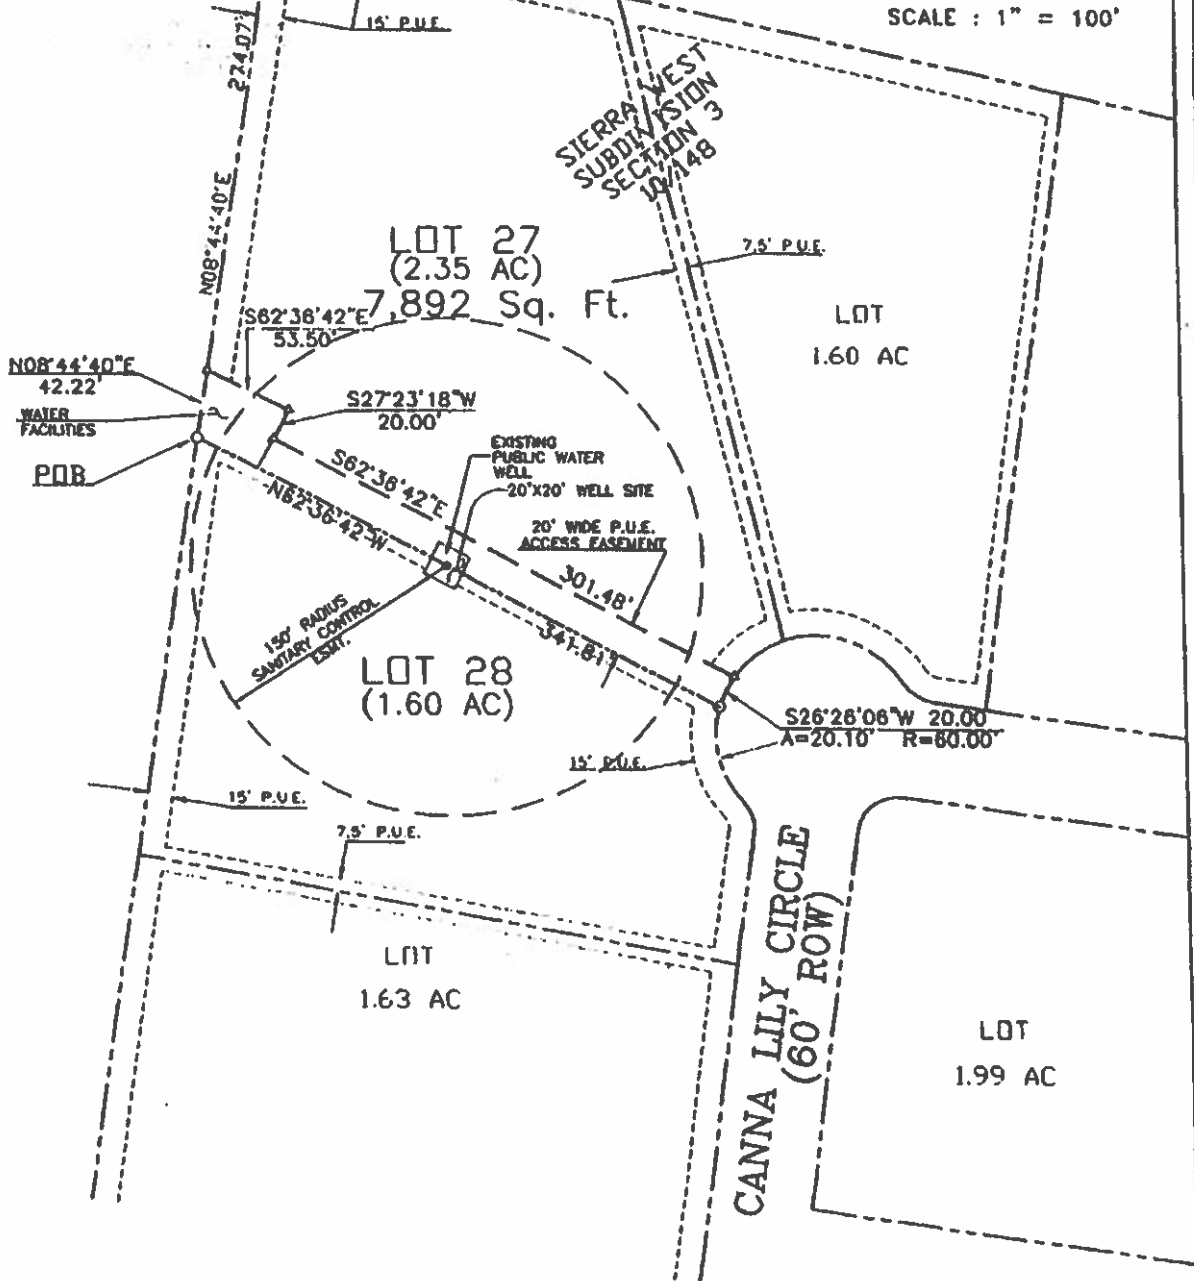 SCALE : 1" = 100'
15' P.U.E.
274.07'
N08°44'40"E
SIERRA WEST
SUBDIVISION
SECTION 3
10/148
LOT 27
(2.35 AC)
7,892 Sq. Ft.
7.5' P.U.E.
LOT
1.60 AC
S62°36'42"E
53.50'
N08°44'40"E
42.22'
WATER
FACILITIES
POB
S27°23'18"W
20.00'
S62°36'42"E
301.48'
EXISTING
PUBLIC WATER
WELL
20'X20' WELL SITE
20' WIDE P.U.E.
ACCESS EASEMENT
N62°36'42"W
341.81'
150' RADIUS
SANITARY CONTROL
ESMT.
LOT 28
(1.60 AC)
S26°26'06"W 20.00'
A=20.10' R=60.00'
15' P.U.E.
15' P.U.E.
7.5' P.U.E.
CANNA LILY CIRCLE
(60' ROW)
LOT
1.63 AC
LOT
1.99 AC